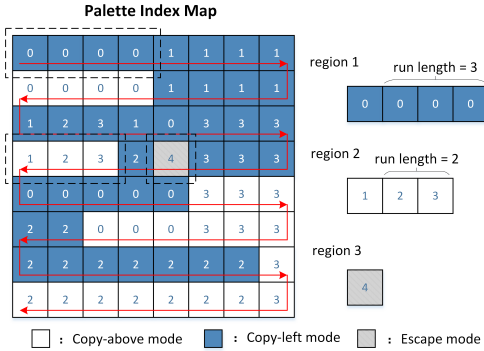 Palette Index Map
0 0 0 0 1 1 1 1
0 0 0 0 1 1 1 1
1 2 3 1 0 3 3 3
1 2 3 2 4 3 3 3
0 0 0 0 0 3 3 3
2 2 0 0 0 3 3 3
2 2 2 2 2 2 2 3
2 2 2 2 2 2 2 3
region 1
run length = 3
0 0 0 0
region 2
run length = 2
1 2 3
region 3
4
: Copy-above mode : Copy-left mode : Escape mode